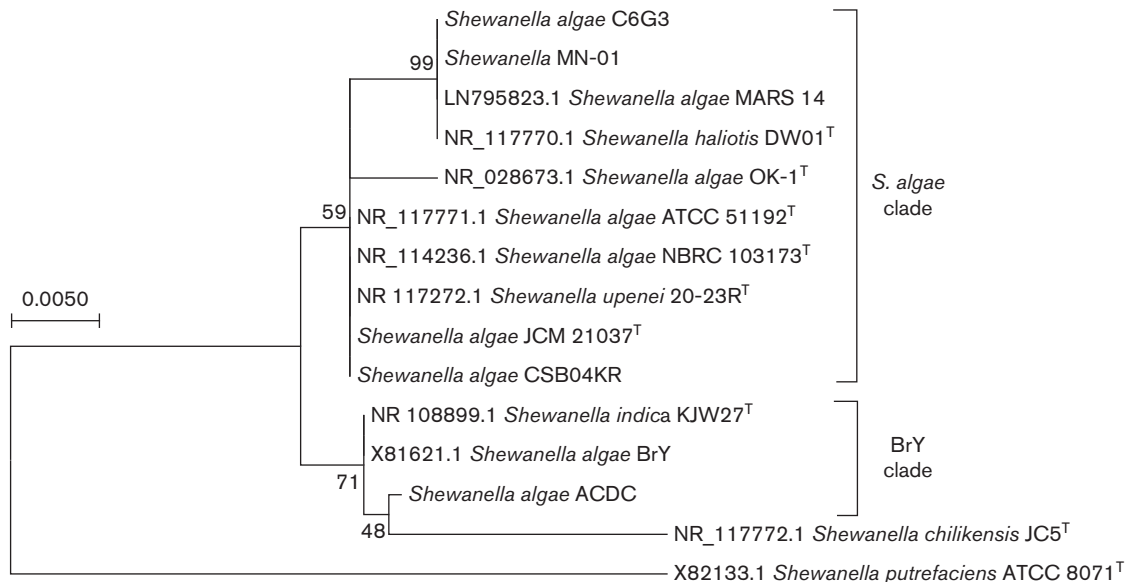 Shewanella algae C6G3
99
Shewanella MN-01
LN795823.1 Shewanella algae MARS 14
NR_117770.1 Shewanella haliotis DW01T
NR_028673.1 Shewanella algae OK-1T
S. algae
clade
59
NR_117771.1 Shewanella algae ATCC 51192T
NR_114236.1 Shewanella algae NBRC 103173T
NR 117272.1 Shewanella upenei 20-23RT
0.0050
Shewanella algae JCM 21037T
Shewanella algae CSB04KR
NR 108899.1 Shewanella indica KJW27T
X81621.1 Shewanella algae BrY
BrY
clade
71
Shewanella algae ACDC
48
NR_117772.1 Shewanella chilikensis JC5T
X82133.1 Shewanella putrefaciens ATCC 8071T